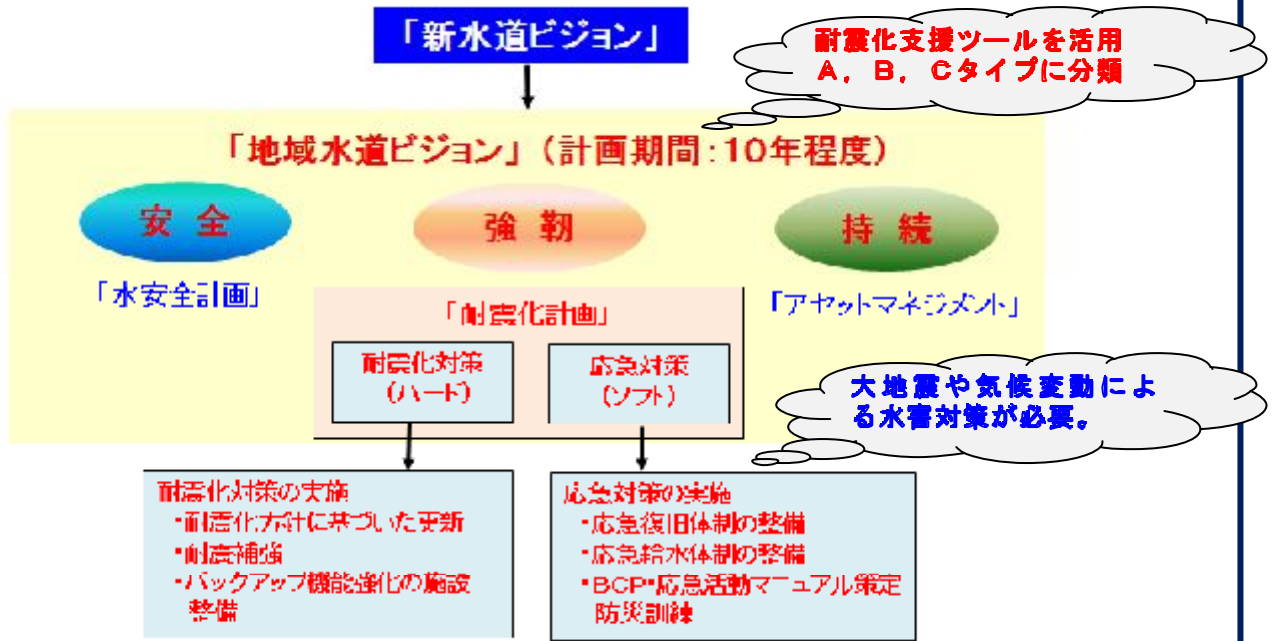 「新水道ビジョン」
耐震化支援ツールを活用
A，B，Cタイプに分類
「地域水道ビジョン」（計画期間：10年程度）
安 全
強 靭
持 続
「水安全計画」
「耐震化計画」
「アセットマネジメント」
耐震化対策
(ハード)
応急対策
(ソフト)
大地震や気候変動によ
る水害対策が必要。
耐震化対策の実施
・耐震化方針に基づいた更新
・耐震補強
・バックアップ機能強化の施設
整備
応急対策の実施
・応急復旧体制の整備
・応急給水体制の整備
・BCP・応急活動マニュアル策定
防災訓練